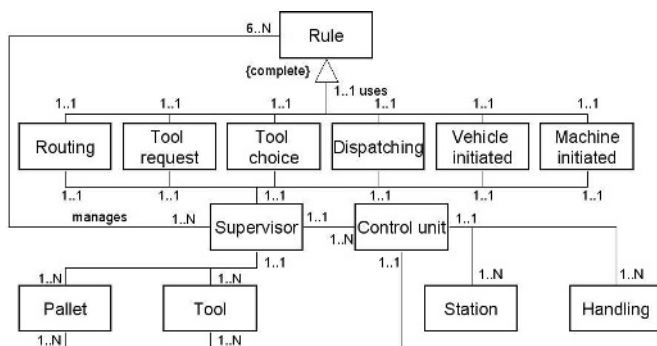 6..N
Rule
{complete}
1..1 uses
1..1 1..1 1..1 1..1 1..1 1..1
Routing
Tool request
Tool choice
Dispatching
Vehicle initiated
Machine initiated
1..1 1..1 1..1 1..1 1..1 1..1
manages 1..N
Supervisor
1..1
1..N
Control unit
1..1
1..1 1..1
1..N 1..N 1..N 1..N
Pallet
Tool
Station
Handling
1..N 1..N